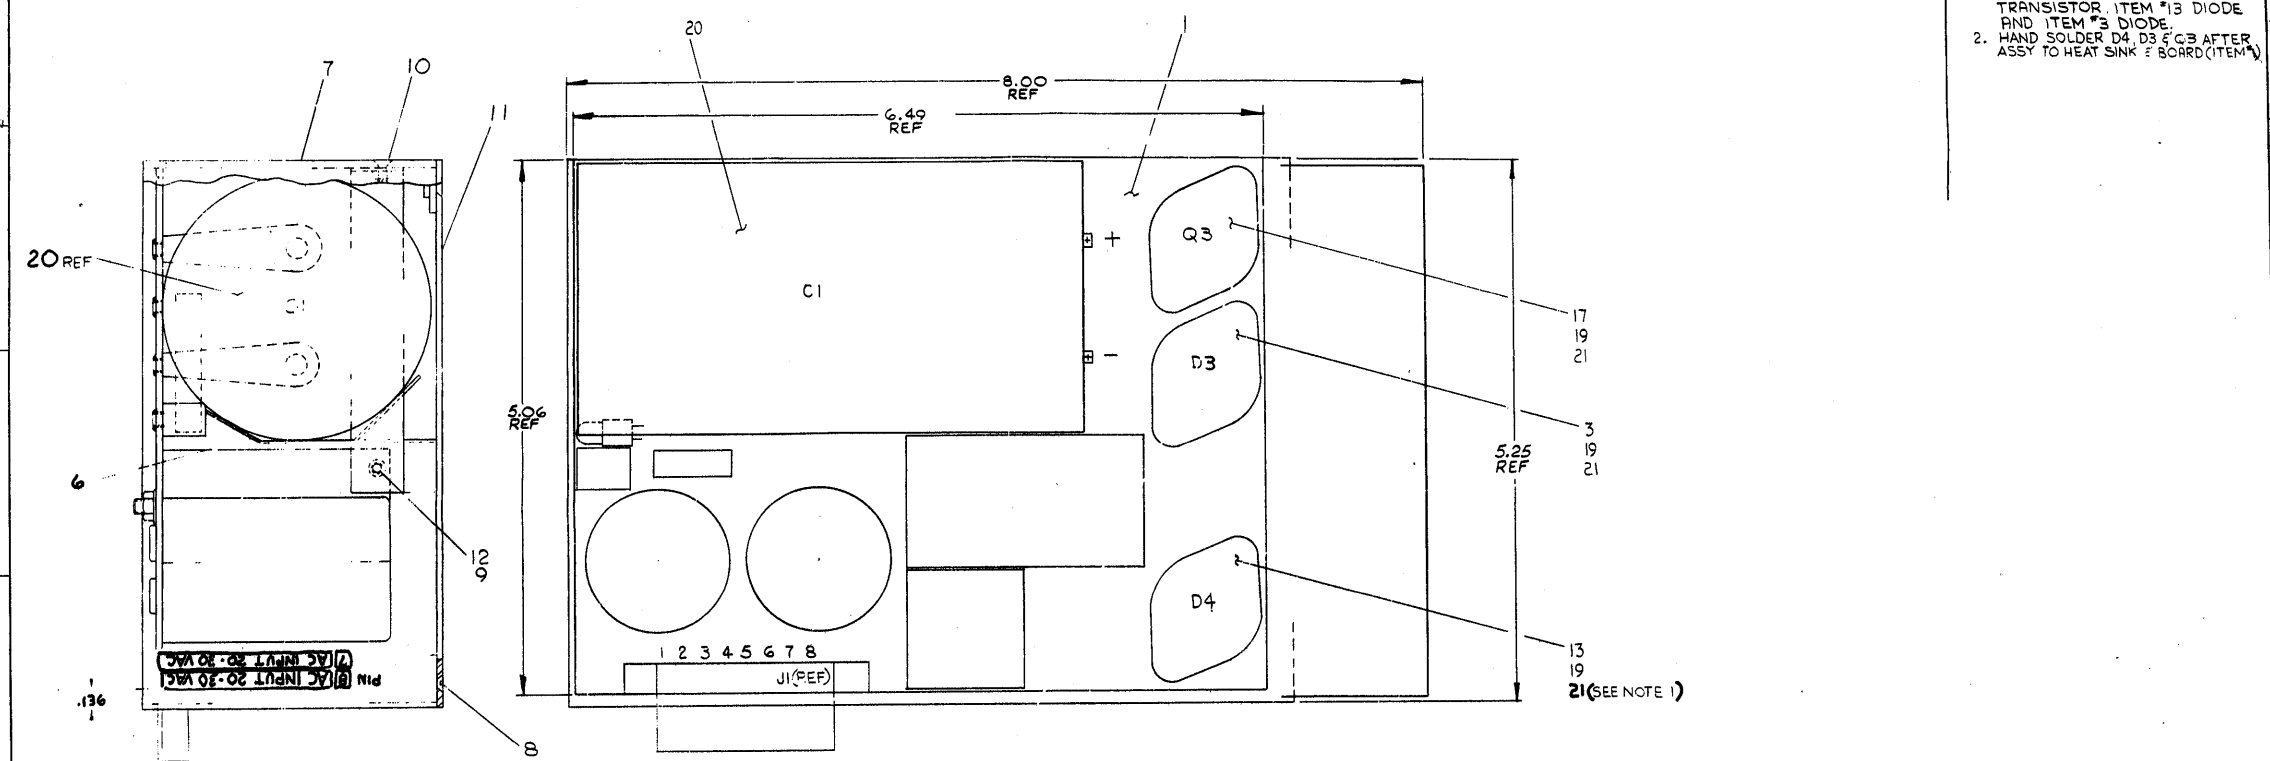 TRANSISTOR. ITEM #13 DIODE
AND ITEM #3 DIODE.
2. HAND SOLDER D4, D3 & Q3 AFTER
ASSY TO HEAT SINK & BOARD (ITEM #1)
20
1
7
10
11
8.00
REF
6.49
REF
20 REF
C1
Q3
+
C1
17
19
21
D3
-
5.06
REF
3
19
21
5.25
REF
6
12
9
D4
1 2 3 4 5 6 7 8
J1(REF)
13
19
21 (SEE NOTE 1)
PIN 8 AC INPUT 20-30 VAC
7 AC INPUT 20-30 VAC
.136
8